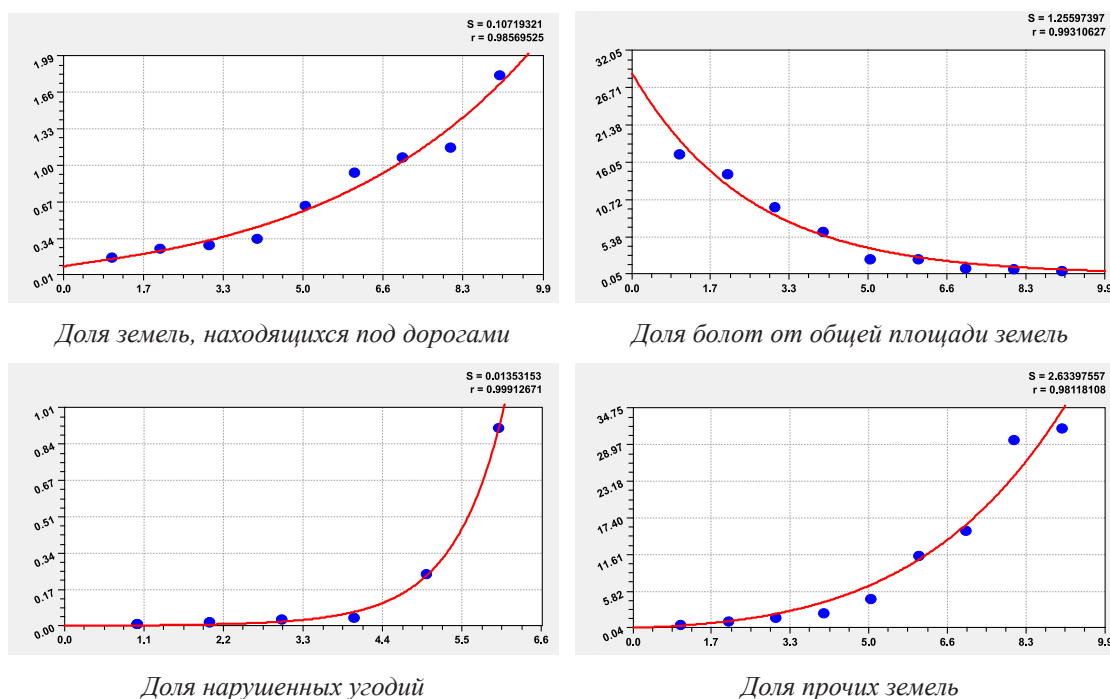 S = 0.10719321
r = 0.98569525
1.99
1.66
1.33
1.00
0.67
0.34
0.01
0.0 1.7 3.3 5.0 6.6 8.3 9.9
Доля земель, находящихся под дорогами
S = 1.25597397
r = 0.99310627
32.05
26.71
21.38
16.05
10.72
5.38
0.05
0.0 1.7 3.3 5.0 6.6 8.3 9.9
Доля болот от общей площади земель
S = 0.01353153
r = 0.99912671
1.01
0.84
0.67
0.51
0.34
0.17
0.00
0.0 1.1 2.2 3.3 4.4 5.5 6.6
Доля нарушенных угодий
S = 2.63397557
r = 0.98118108
34.75
28.97
23.18
17.40
11.61
5.82
0.04
0.0 1.7 3.3 5.0 6.6 8.3 9.9
Доля прочих земель